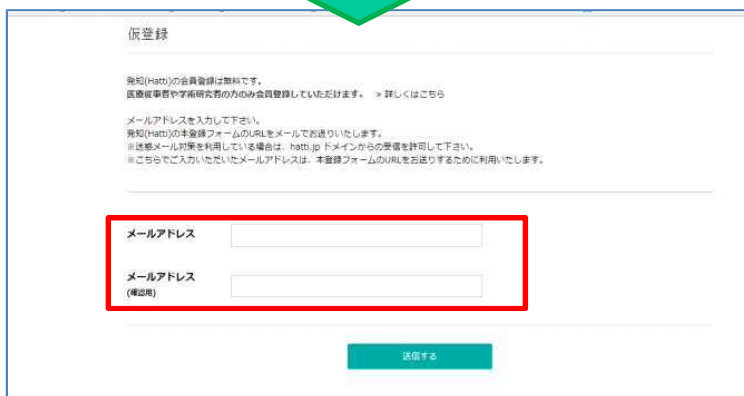 仮登録
発知(Hatti)の会員登録は無料です。
医療従事者や学術研究者の方のみ会員登録していただけます。 » 詳しくはこちら
メールアドレスを入力して下さい。
発知(Hatti)の本登録フォームのURLをメールでお送りいたします。
※迷惑メール対策を利用している場合は、hatti.jp ドメインからの受信を許可して下さい。
※こちらでご入力いただいたメールアドレスは、本登録フォームのURLをお送りするために利用いたします。
メールアドレス
メールアドレス
(確認用)
送信する